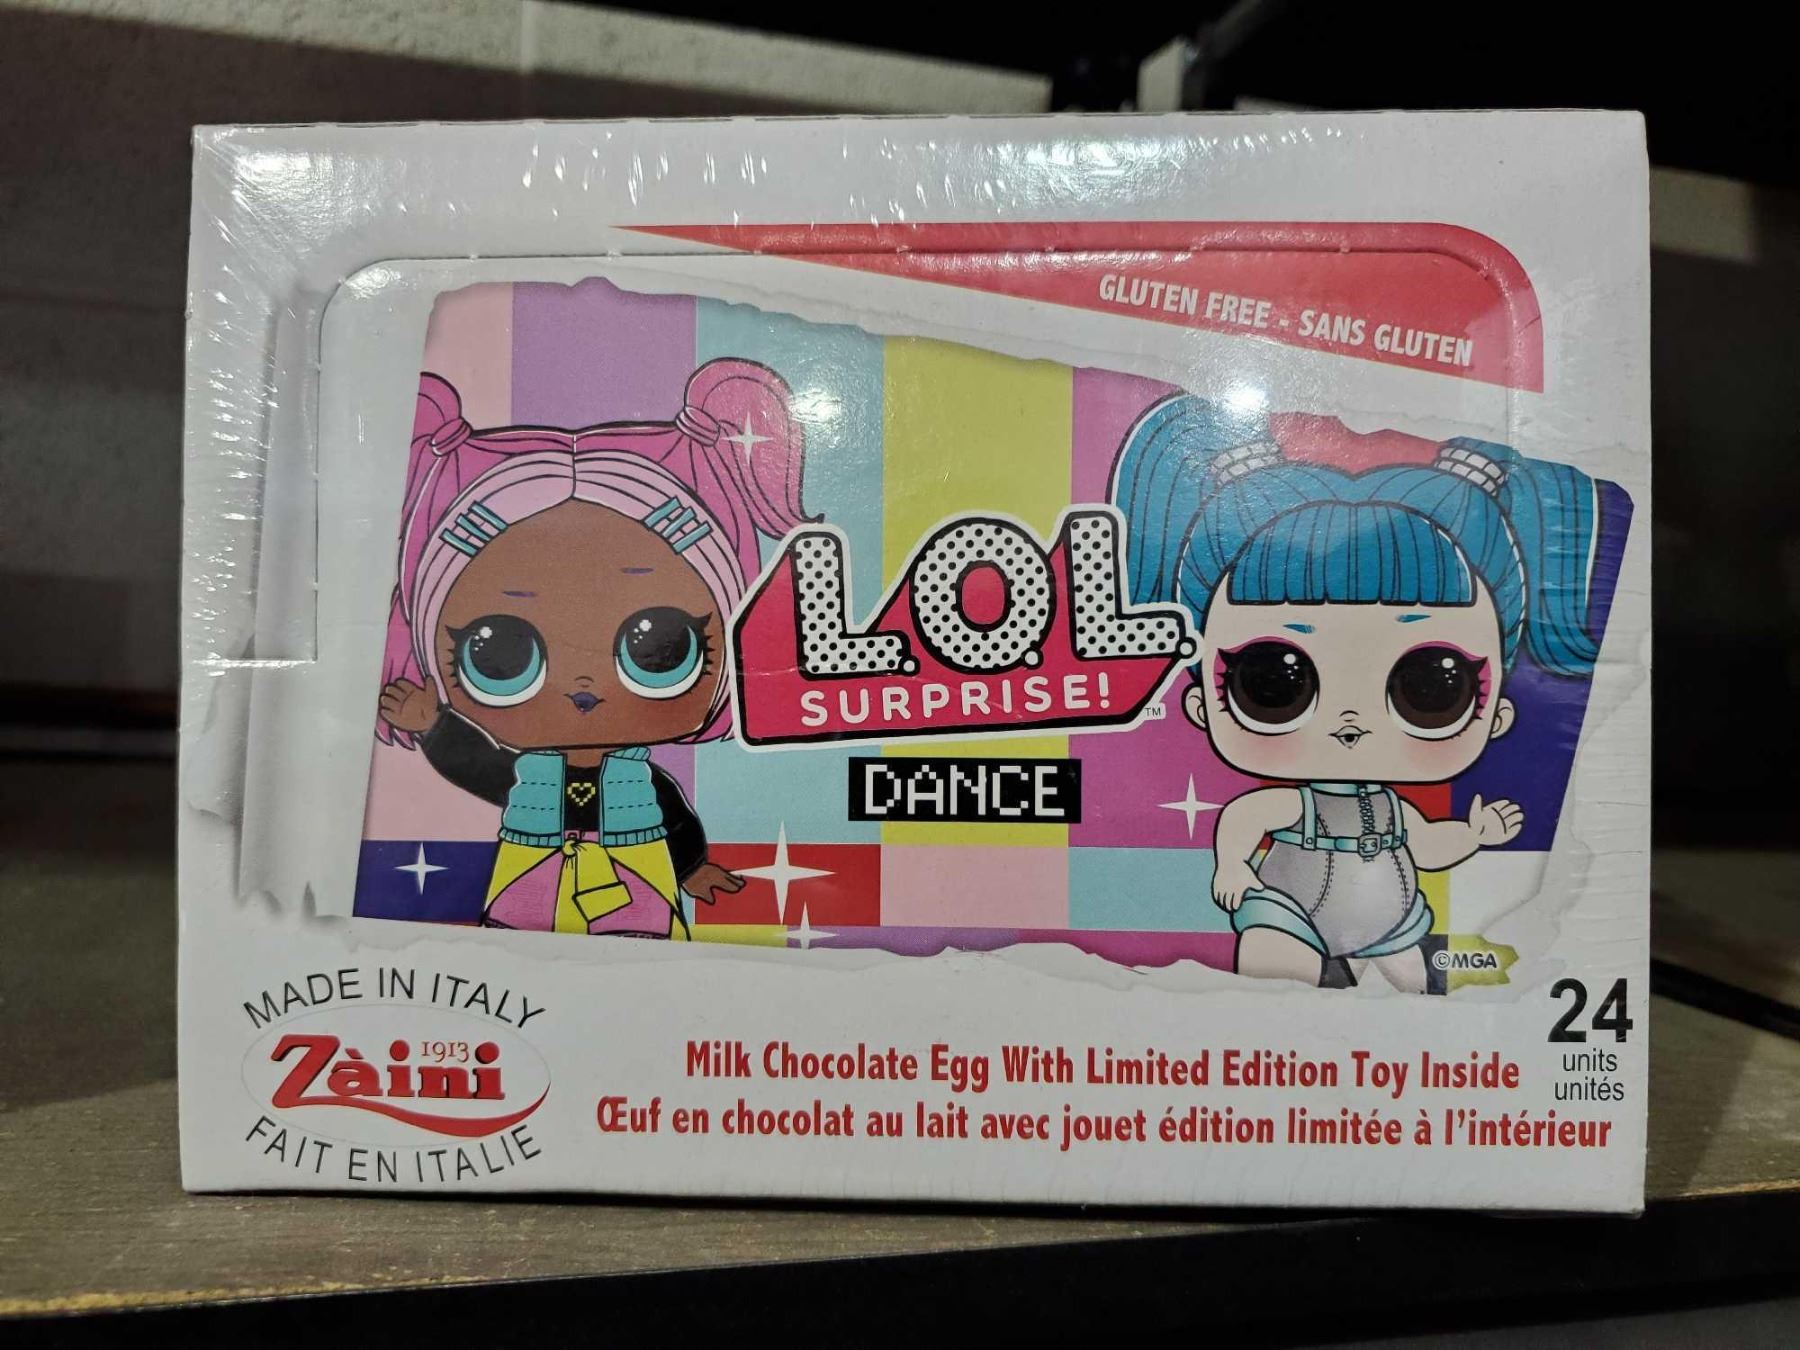 GLUTEN FREE - SANS GLUTEN
L.O.L.
SURPRISE!™
DANCE
©MGA
MADE IN ITALY
1913
Zàini
FAIT EN ITALIE
24
units
unités
Milk Chocolate Egg With Limited Edition Toy Inside
Œuf en chocolat au lait avec jouet édition limitée à l'intérieur